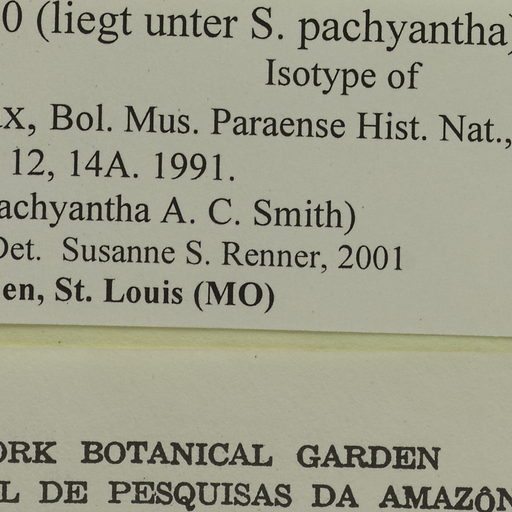 0 (liegt unter S. pachyantha)
Isotype of
x, Bol. Mus. Paraense Hist. Nat.,
12, 14A. 1991.
achyantha A. C. Smith)
Det. Susanne S. Renner, 2001
en, St. Louis (MO)
ORK BOTANICAL GARDEN
L DE PESQUISAS DA AMAZÔN